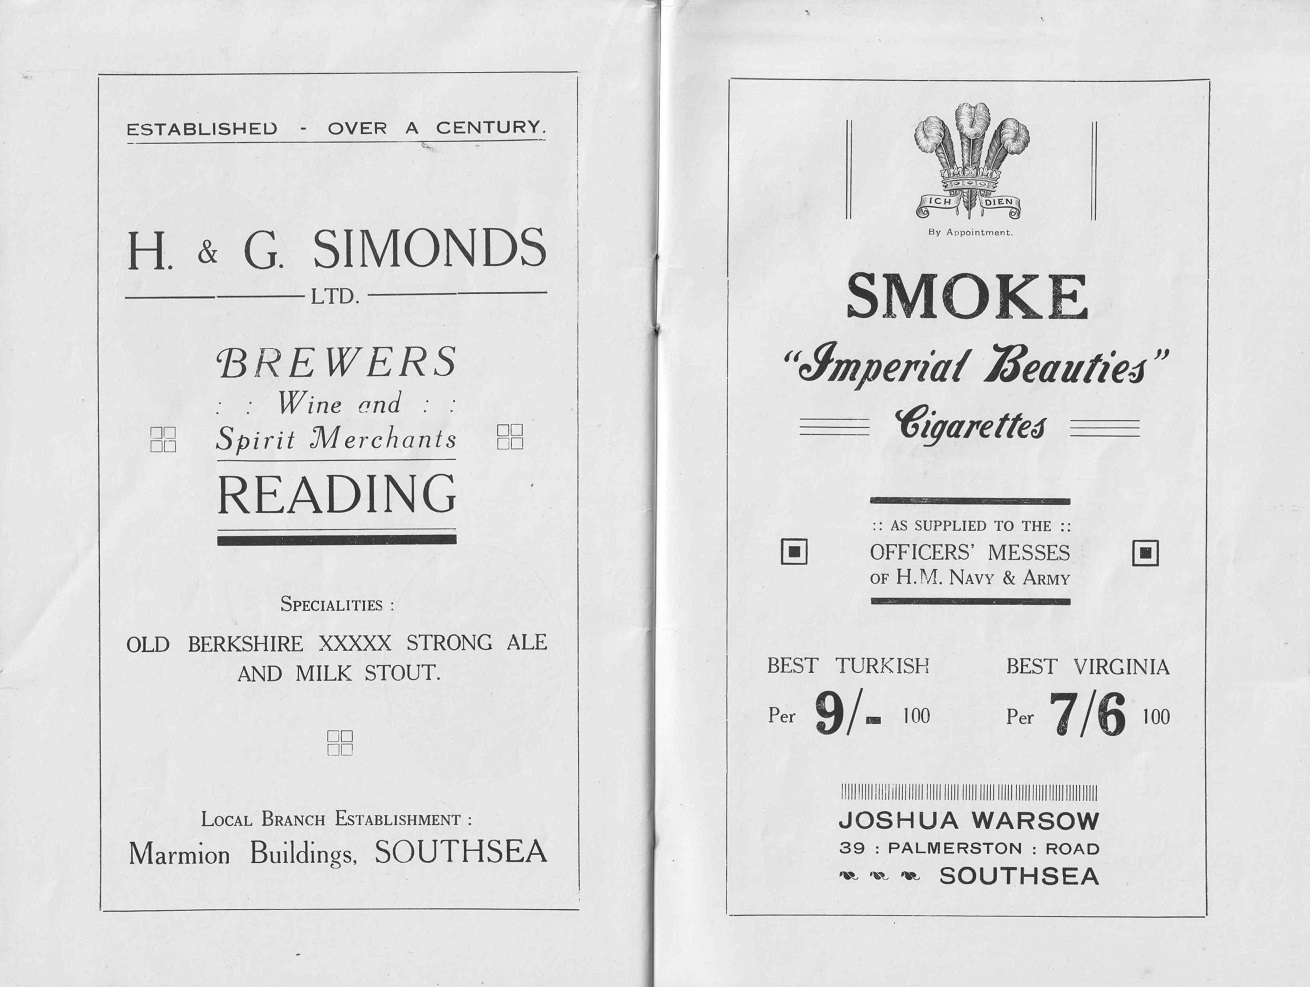 ESTABLISHED - OVER A CENTURY.
H. & G. SIMONDS
LTD.
BREWERS
: : Wine and : :
Spirit Merchants
READING
SPECIALITIES :
OLD BERKSHIRE XXXXX STRONG ALE
AND MILK STOUT.
LOCAL BRANCH ESTABLISHMENT :
Marmion Buildings, SOUTHSEA
ICH DIEN
By Appointment.
SMOKE
"Imperial Beauties"
Cigarettes
:: AS SUPPLIED TO THE ::
OFFICERS' MESSES
OF H.M. NAVY & ARMY
BEST TURKISH
Per 9/- 100
BEST VIRGINIA
Per 7/6 100
JOSHUA WARSOW
39 : PALMERSTON : ROAD
SOUTHSEA